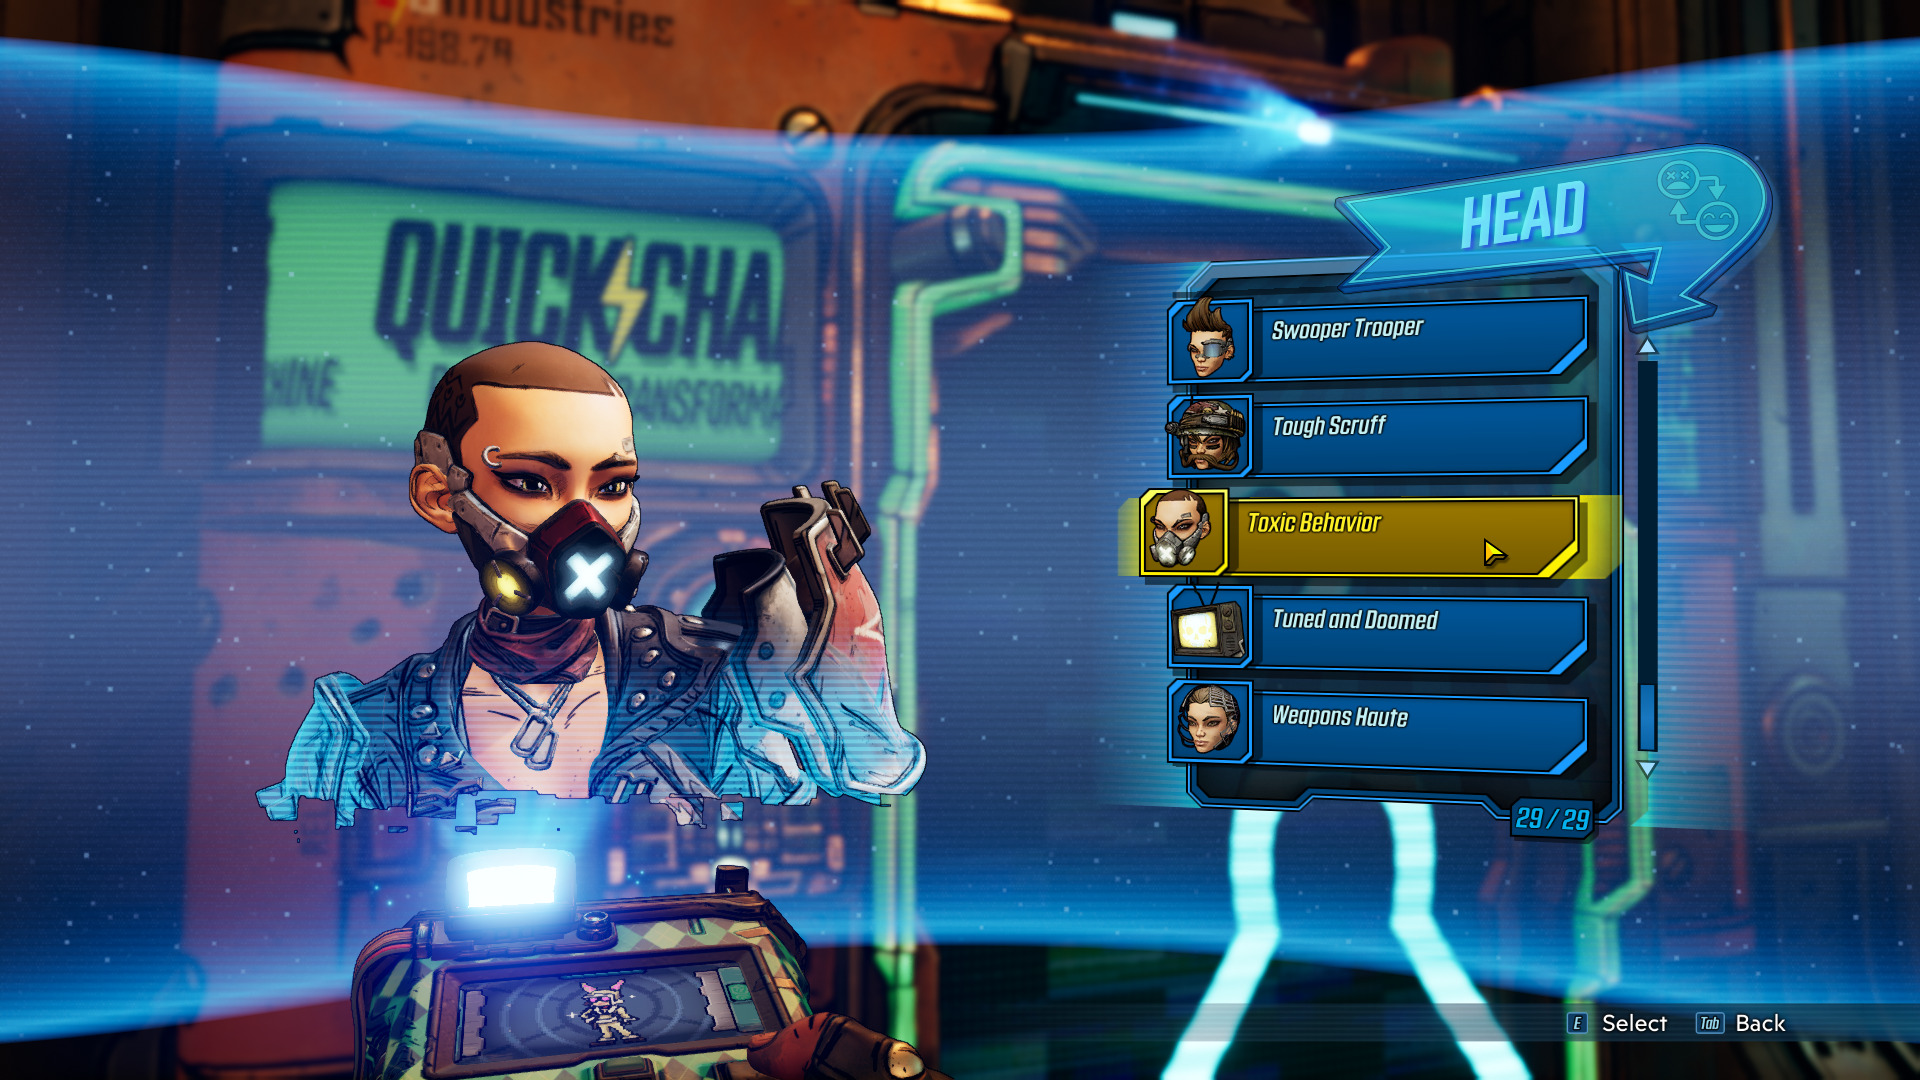 Industries
P-198.79
QUICK CHA
HINE
RANSFORMA
HEAD
Swooper Trooper
Tough Scruff
Toxic Behavior
Tuned and Doomed
Weapons Haute
29 / 29
E Select Tab Back